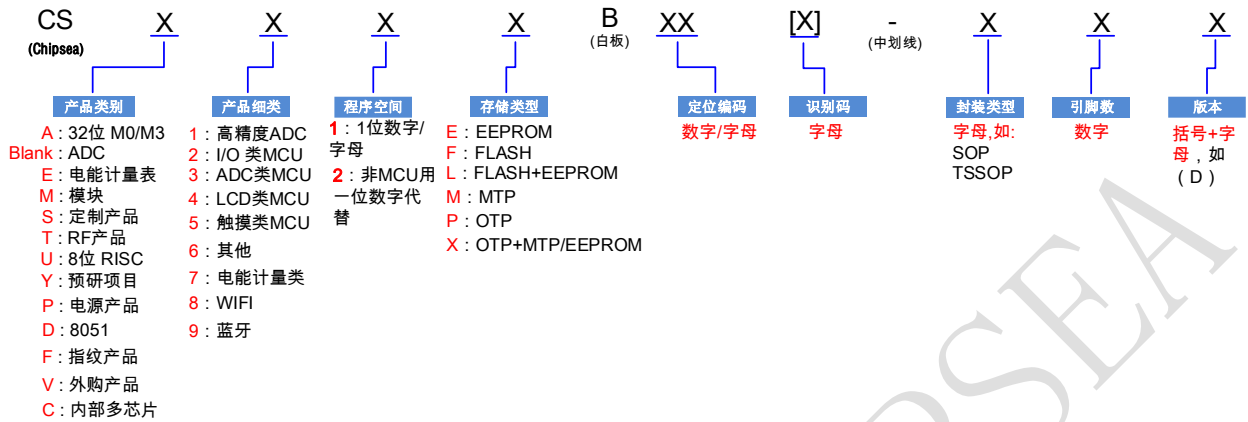 CS X X X X B XX [X] - X X X
(Chipsea) (白板) (中划线)
产品类别
A：32位 M0/M3
Blank：ADC
E：电能计量表
M：模块
S：定制产品
T：RF产品
U：8位 RISC
Y：预研项目
P：电源产品
D：8051
F：指纹产品
V：外购产品
C：内部多芯片
产品细类
1：高精度ADC
2：I/O 类MCU
3：ADC类MCU
4：LCD类MCU
5：触摸类MCU
6：其他
7：电能计量类
8：WIFI
9：蓝牙
程序空间
1：1位数字/
字母
2：非MCU用
一位数字代
替
存储类型
E：EEPROM
F：FLASH
L：FLASH+EEPROM
M：MTP
P：OTP
X：OTP+MTP/EEPROM
定位编码
数字/字母
识别码
字母
封装类型
字母,如:
SOP
TSSOP
引脚数
数字
版本
括号+字
母，如
（D）
PSEA